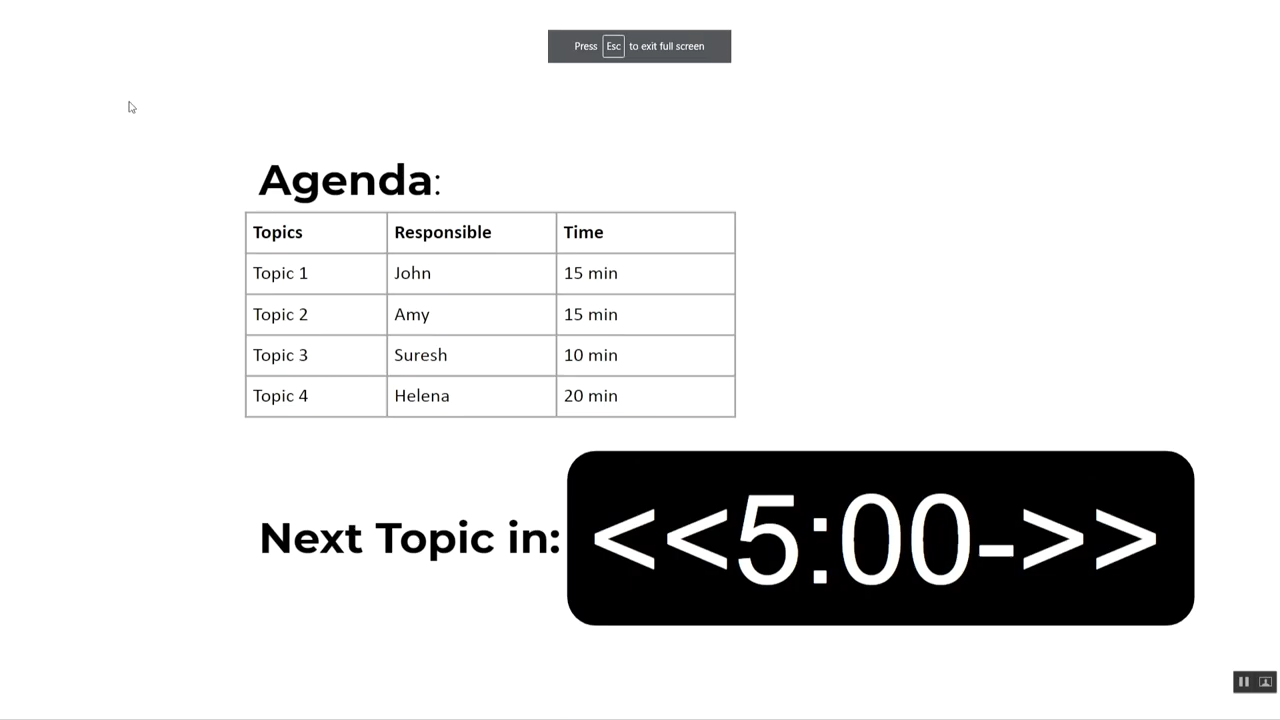 Press Esc to exit full screen
Agenda:
Topics Responsible Time
Topic 1 John 15 min
Topic 2 Amy 15 min
Topic 3 Suresh 10 min
Topic 4 Helena 20 min
Next Topic in: <<5:00->>